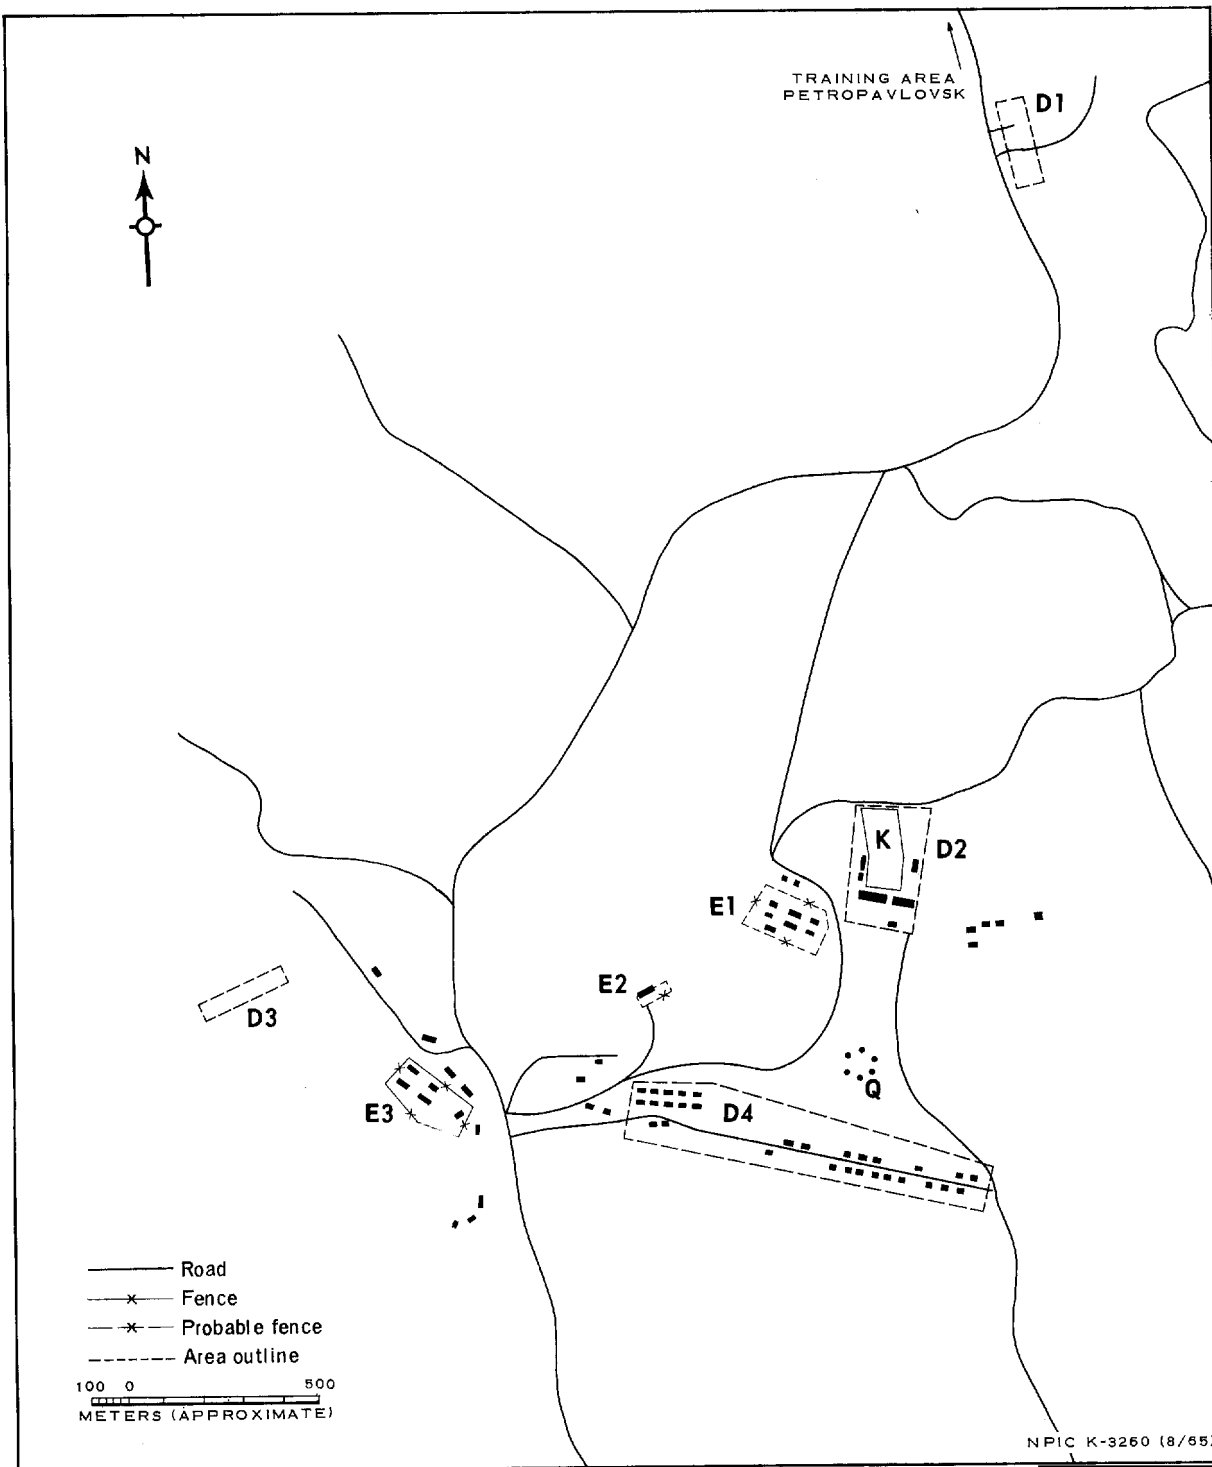 TRAINING AREA
PETROPAVLOVSK
D1
N
K
D2
E1
E2
D3
Q
E3
D4
Road
Fence
Probable fence
Area outline
100 0 500
METERS (APPROXIMATE)
NPIC K-3260 (8/65)